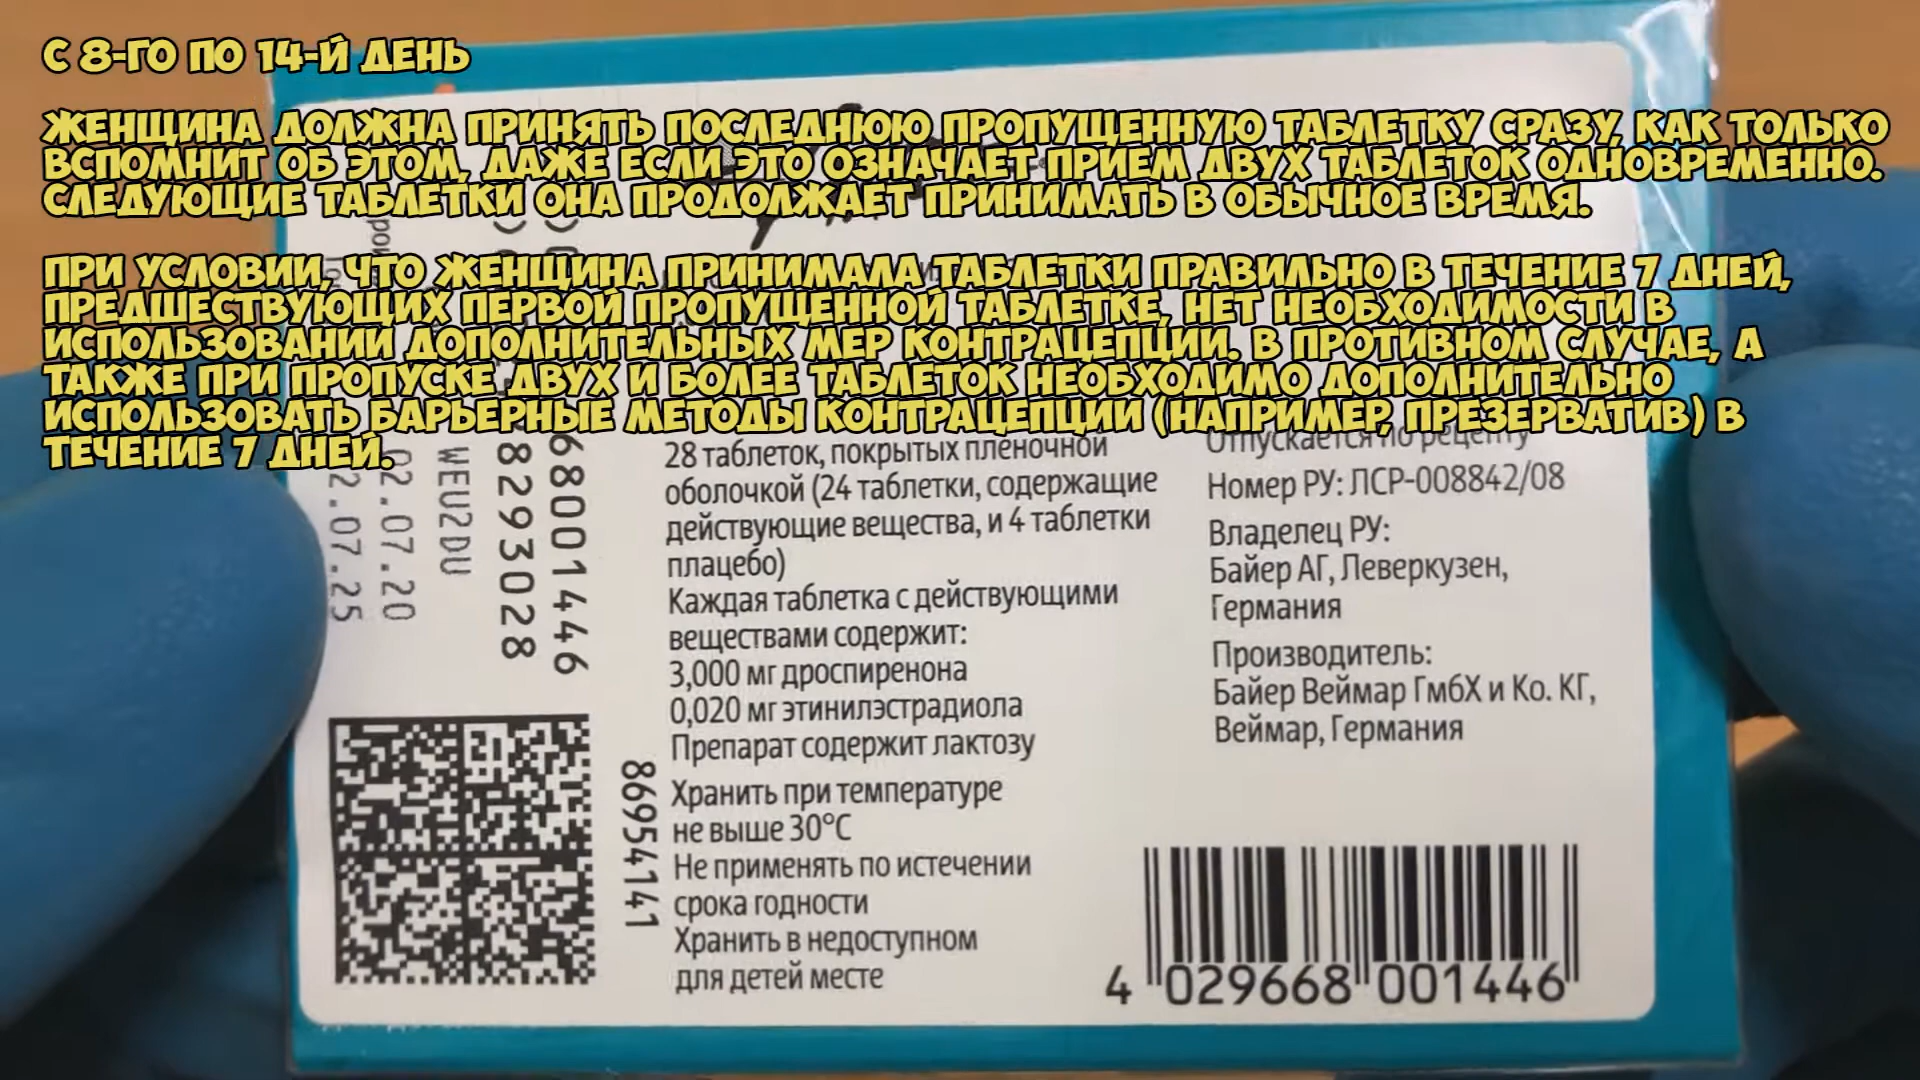 С 8-ГО ПО 14-Й ДЕНЬ
ЖЕНЩИНА ДОЛЖНА ПРИНЯТЬ ПОСЛЕДНЮЮ ПРОПУЩЕННУЮ ТАБЛЕТКУ СРАЗУ, КАК ТОЛЬКО
ВСПОМНИТ ОБ ЭТОМ, ДАЖЕ ЕСЛИ ЭТО ОЗНАЧАЕТ ПРИЕМ ДВУХ ТАБЛЕТОК ОДНОВРЕМЕННО.
СЛЕДУЮЩИЕ ТАБЛЕТКИ ОНА ПРОДОЛЖАЕТ ПРИНИМАТЬ В ОБЫЧНОЕ ВРЕМЯ.
ПРИ УСЛОВИИ, ЧТО ЖЕНЩИНА ПРИНИМАЛА ТАБЛЕТКИ ПРАВИЛЬНО В ТЕЧЕНИЕ 7 ДНЕЙ,
ПРЕДШЕСТВУЮЩИХ ПЕРВОЙ ПРОПУЩЕННОЙ ТАБЛЕТКЕ, НЕТ НЕОБХОДИМОСТИ В
ИСПОЛЬЗОВАНИИ ДОПОЛНИТЕЛЬНЫХ МЕР КОНТРАЦЕПЦИИ. В ПРОТИВНОМ СЛУЧАЕ, А
ТАКЖЕ ПРИ ПРОПУСКЕ ДВУХ И БОЛЕЕ ТАБЛЕТОК НЕОБХОДИМО ДОПОЛНИТЕЛЬНО
ИСПОЛЬЗОВАТЬ БАРЬЕРНЫЕ МЕТОДЫ КОНТРАЦЕПЦИИ (НАПРИМЕР, ПРЕЗЕРВАТИВ) В
ТЕЧЕНИЕ 7 ДНЕЙ.
28 таблеток, покрытых пленочной
оболочкой (24 таблетки, содержащие
действующие вещества, и 4 таблетки
плацебо)
Каждая таблетка с действующими
веществами содержит:
3,000 мг дроспиренона
0,020 мг этинилэстрадиола
Препарат содержит лактозу
Хранить при температуре
не выше 30°C
Не применять по истечении
срока годности
Хранить в недоступном
для детей месте
Отпускается по рецепту
Номер РУ: ЛСР-008842/08
Владелец РУ:
Байер АГ, Леверкузен,
Германия
Производитель:
Байер Веймар ГмбХ и Ко. КГ,
Веймар, Германия
4 029668 001446
86954141
68001446
8293028
WEU2DU
02.07.20
2.07.25